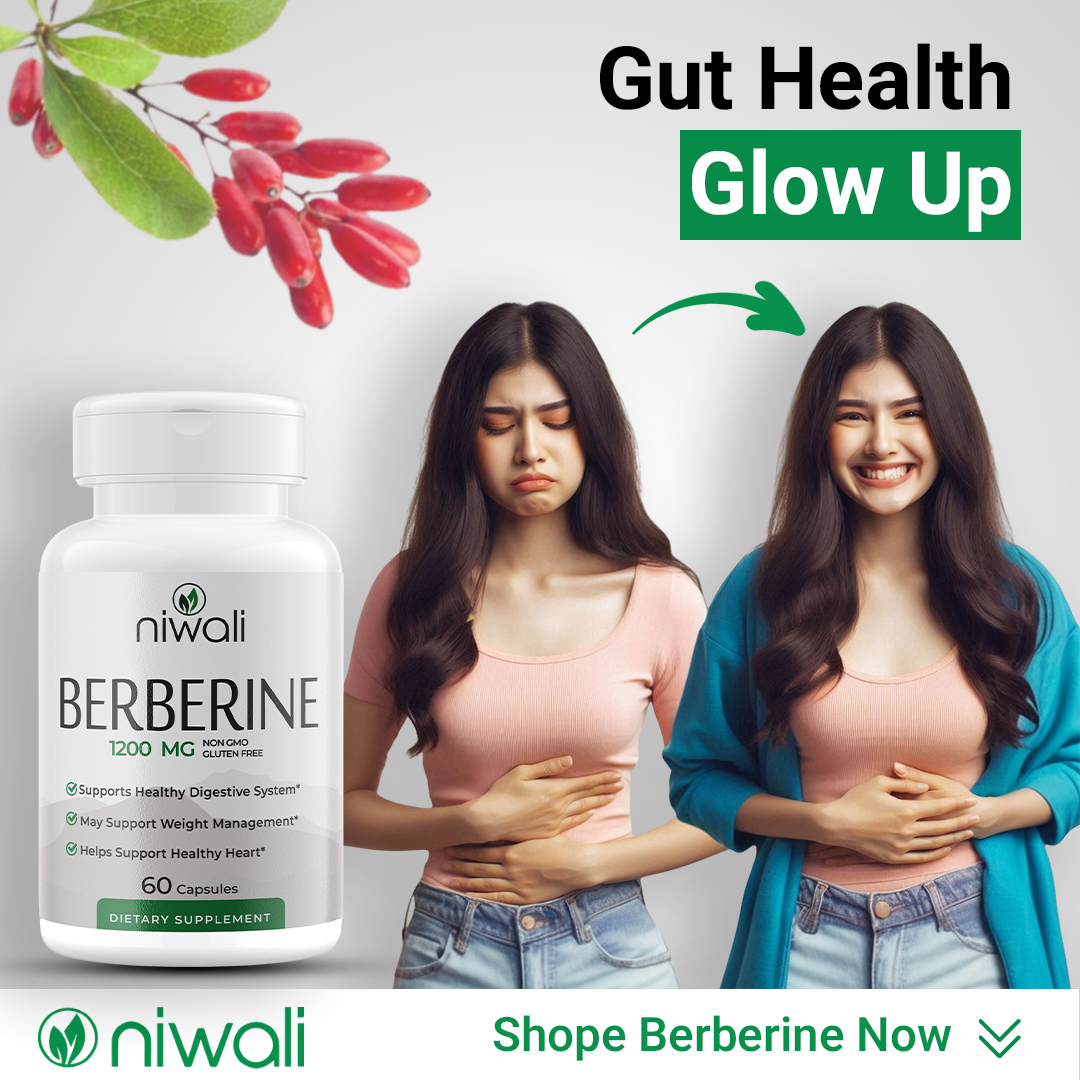 Gut Health
Glow Up
niwali
BERBERINE
1200 MG NON GMO
GLUTEN FREE
Supports Healthy Digestive System*
May Support Weight Management*
Helps Support Healthy Heart*
60 Capsules
DIETARY SUPPLEMENT
niwali
Shope Berberine Now